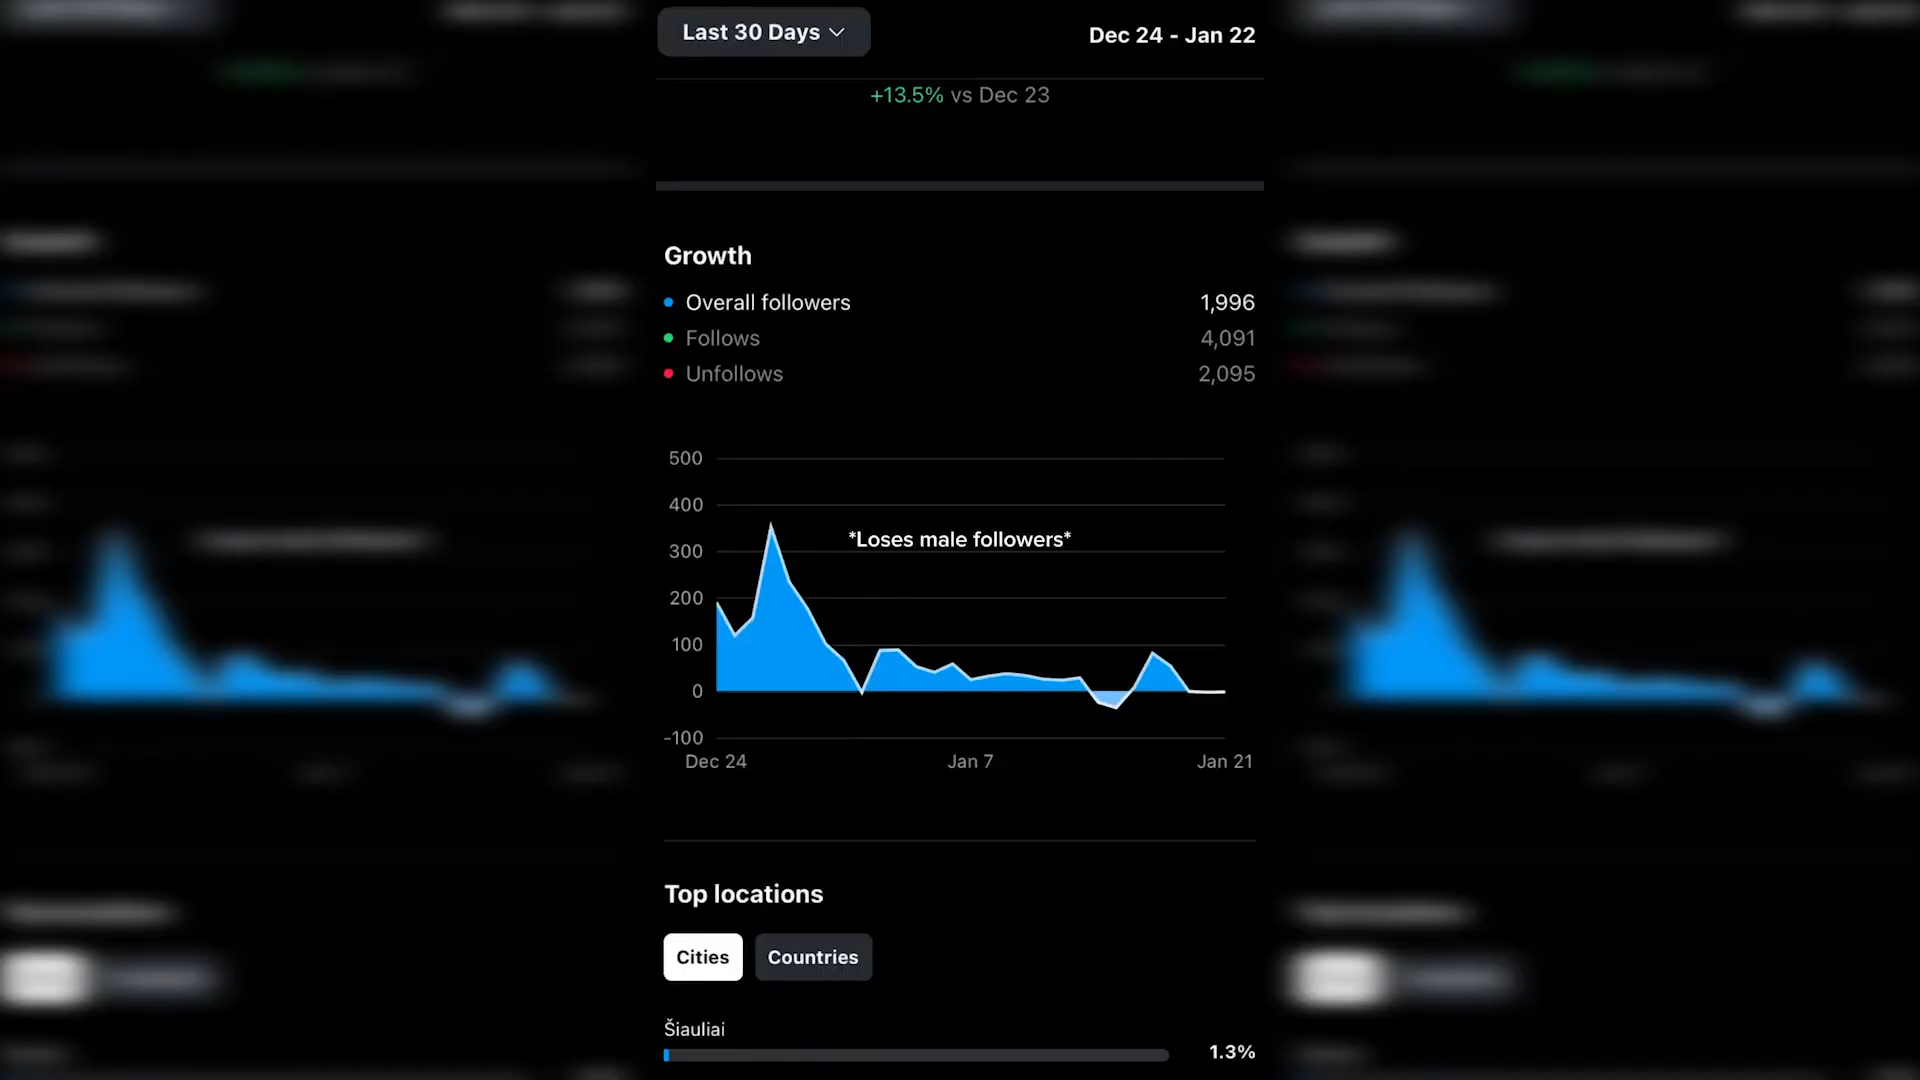 Last 30 Days
Dec 24 - Jan 22
+13.5% vs Dec 23
Growth
Overall followers 1,996
Follows 4,091
Unfollows 2,095
500
400
*Loses male followers*
300
200
100
0
-100
Dec 24 Jan 7 Jan 21
Top locations
Cities Countries
Šiauliai
1.3%